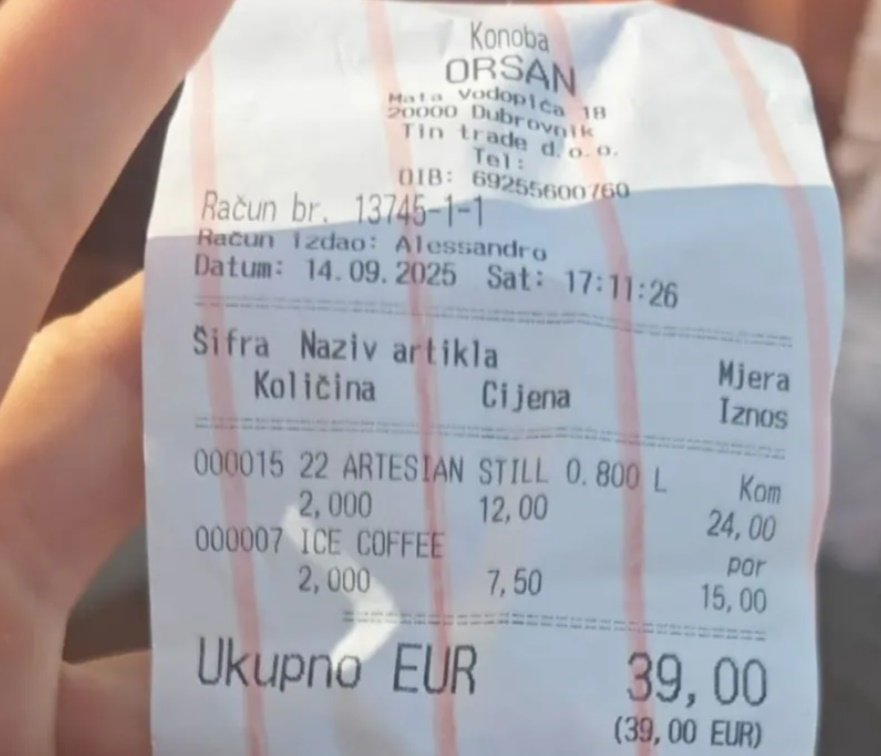 Konoba
ORSAN
Mata Vodopića 18
20000 Dubrovnik
Tin trade d.o.o.
Tel:
OIB: 69255600760
Račun br. 13745-1-1
Račun izdao: Alessandro
Datum: 14.09.2025 Sat: 17:11:26
Šifra Naziv artikla Mjera
Količina Cijena Iznos
000015 22 ARTESIAN STILL 0.800 L Kom
2,000 12,00 24,00
000007 ICE COFFEE por
2,000 7,50 15,00
Ukupno EUR 39,00
(39,00 EUR)